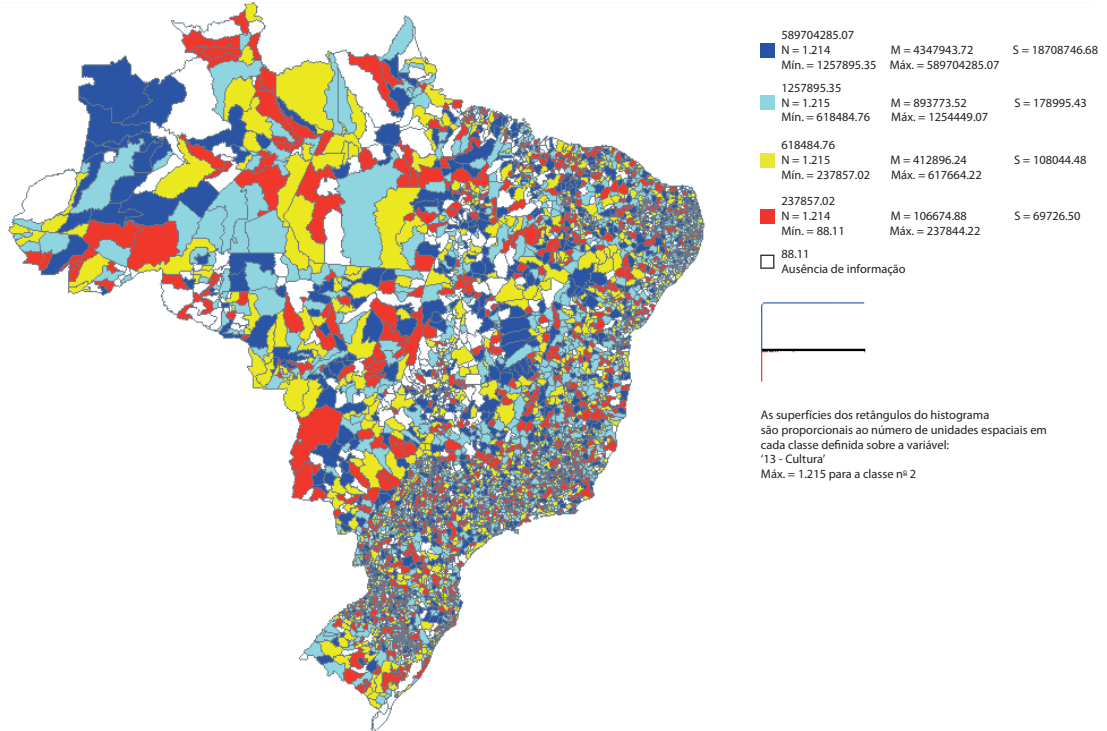 589704285.07
N = 1.214 M = 4347943.72 S = 18708746.68
Mín. = 1257895.35 Máx. = 589704285.07
1257895.35
N = 1.215 M = 893773.52 S = 178995.43
Mín. = 618484.76 Máx. = 1254449.07
618484.76
N = 1.215 M = 412896.24 S = 108044.48
Mín. = 237857.02 Máx. = 617664.22
237857.02
N = 1.214 M = 106674.88 S = 69726.50
Mín. = 88.11 Máx. = 237844.22
88.11
Ausência de informação
As superfícies dos retângulos do histograma
são proporcionais ao número de unidades espaciais em
cada classe definida sobre a variável:
‘13 - Cultura’
Máx. = 1.215 para a classe nº 2